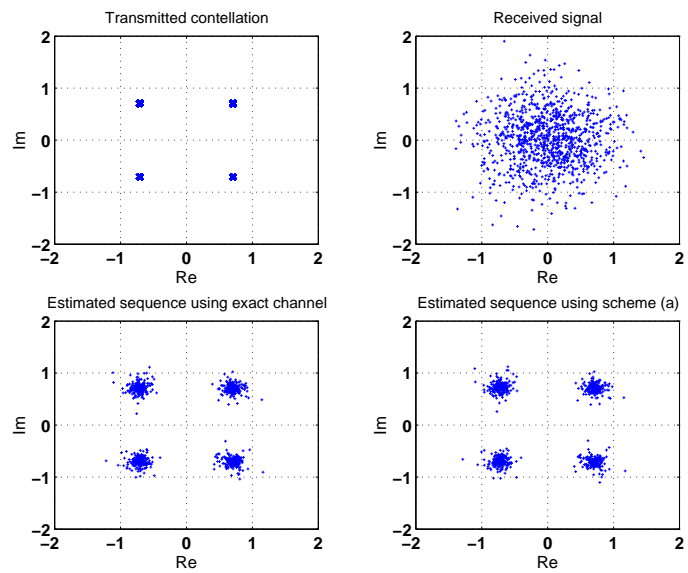 Transmitted contellation
2
1
0
−1
−2
−2 −1 0 1 2
Im
Re
Received signal
2
1
0
−1
−2
−2 −1 0 1 2
Im
Re
Estimated sequence using exact channel
2
1
0
−1
−2
−2 −1 0 1 2
Im
Re
Estimated sequence using scheme (a)
2
1
0
−1
−2
−2 −1 0 1 2
Im
Re